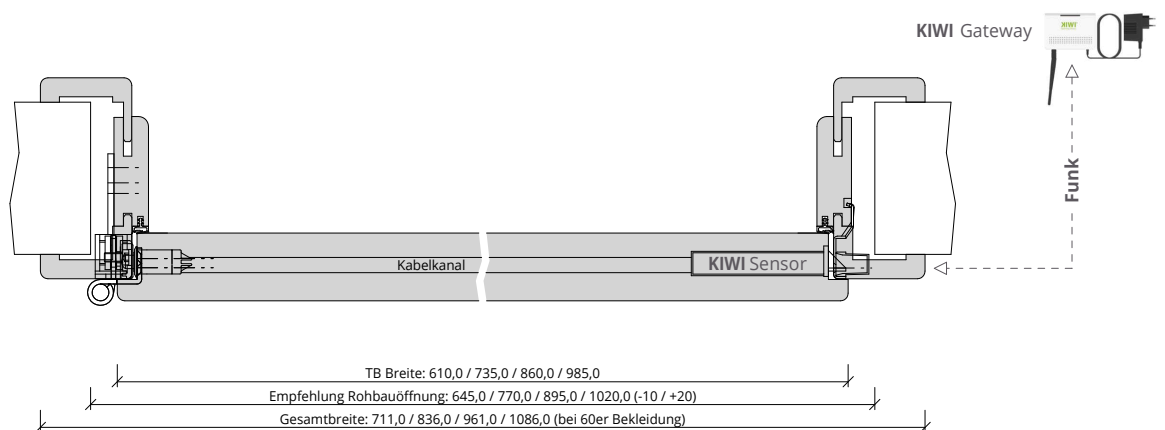 KIWI Gateway
KIWI
Funk
Kabelkanal
KIWI Sensor
TB Breite: 610,0 / 735,0 / 860,0 / 985,0
Empfehlung Rohbauöffnung: 645,0 / 770,0 / 895,0 / 1020,0 (-10 / +20)
Gesamtbreite: 711,0 / 836,0 / 961,0 / 1086,0 (bei 60er Bekleidung)